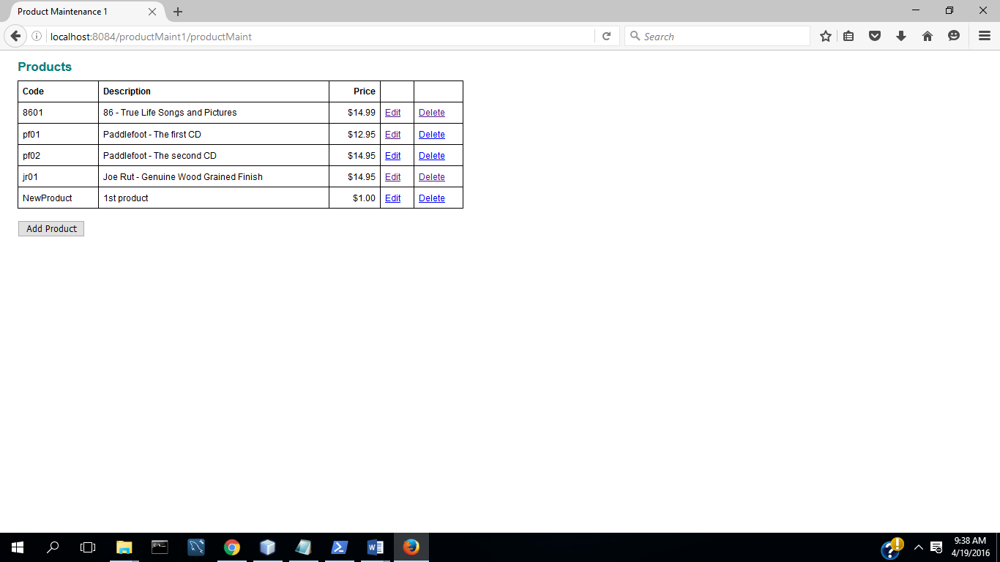 Product Maintenance 1
localhost:8084/productMaint1/productMaint
Search
Products
Code Description Price
8601 86 - True Life Songs and Pictures $14.99 Edit Delete
pf01 Paddlefoot - The first CD $12.95 Edit Delete
pf02 Paddlefoot - The second CD $14.95 Edit Delete
jr01 Joe Rut - Genuine Wood Grained Finish $14.95 Edit Delete
NewProduct 1st product $1.00 Edit Delete
Add Product
9:38 AM
4/19/2016